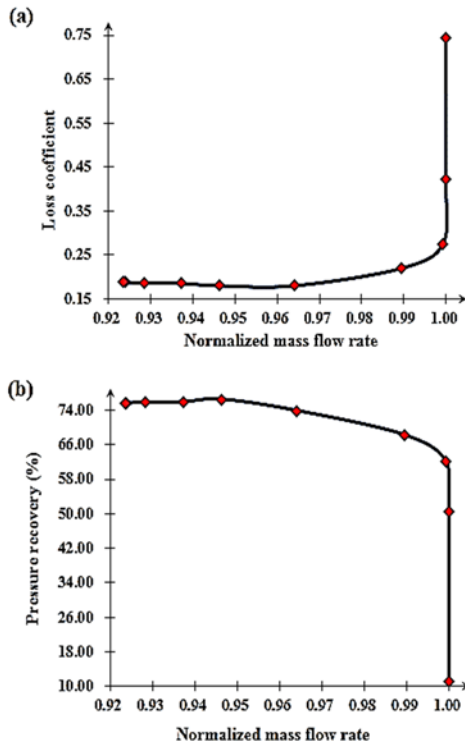 (a)
0.75
0.65
0.55
0.45
0.35
0.25
0.15
Loss coefficient
0.92 0.93 0.94 0.95 0.96 0.97 0.98 0.99 1.00
Normalized mass flow rate
(b)
74.00
66.00
58.00
50.00
42.00
34.00
26.00
18.00
10.00
Pressure recovery (%)
0.92 0.93 0.94 0.95 0.96 0.97 0.98 0.99 1.00
Normalized mass flow rate